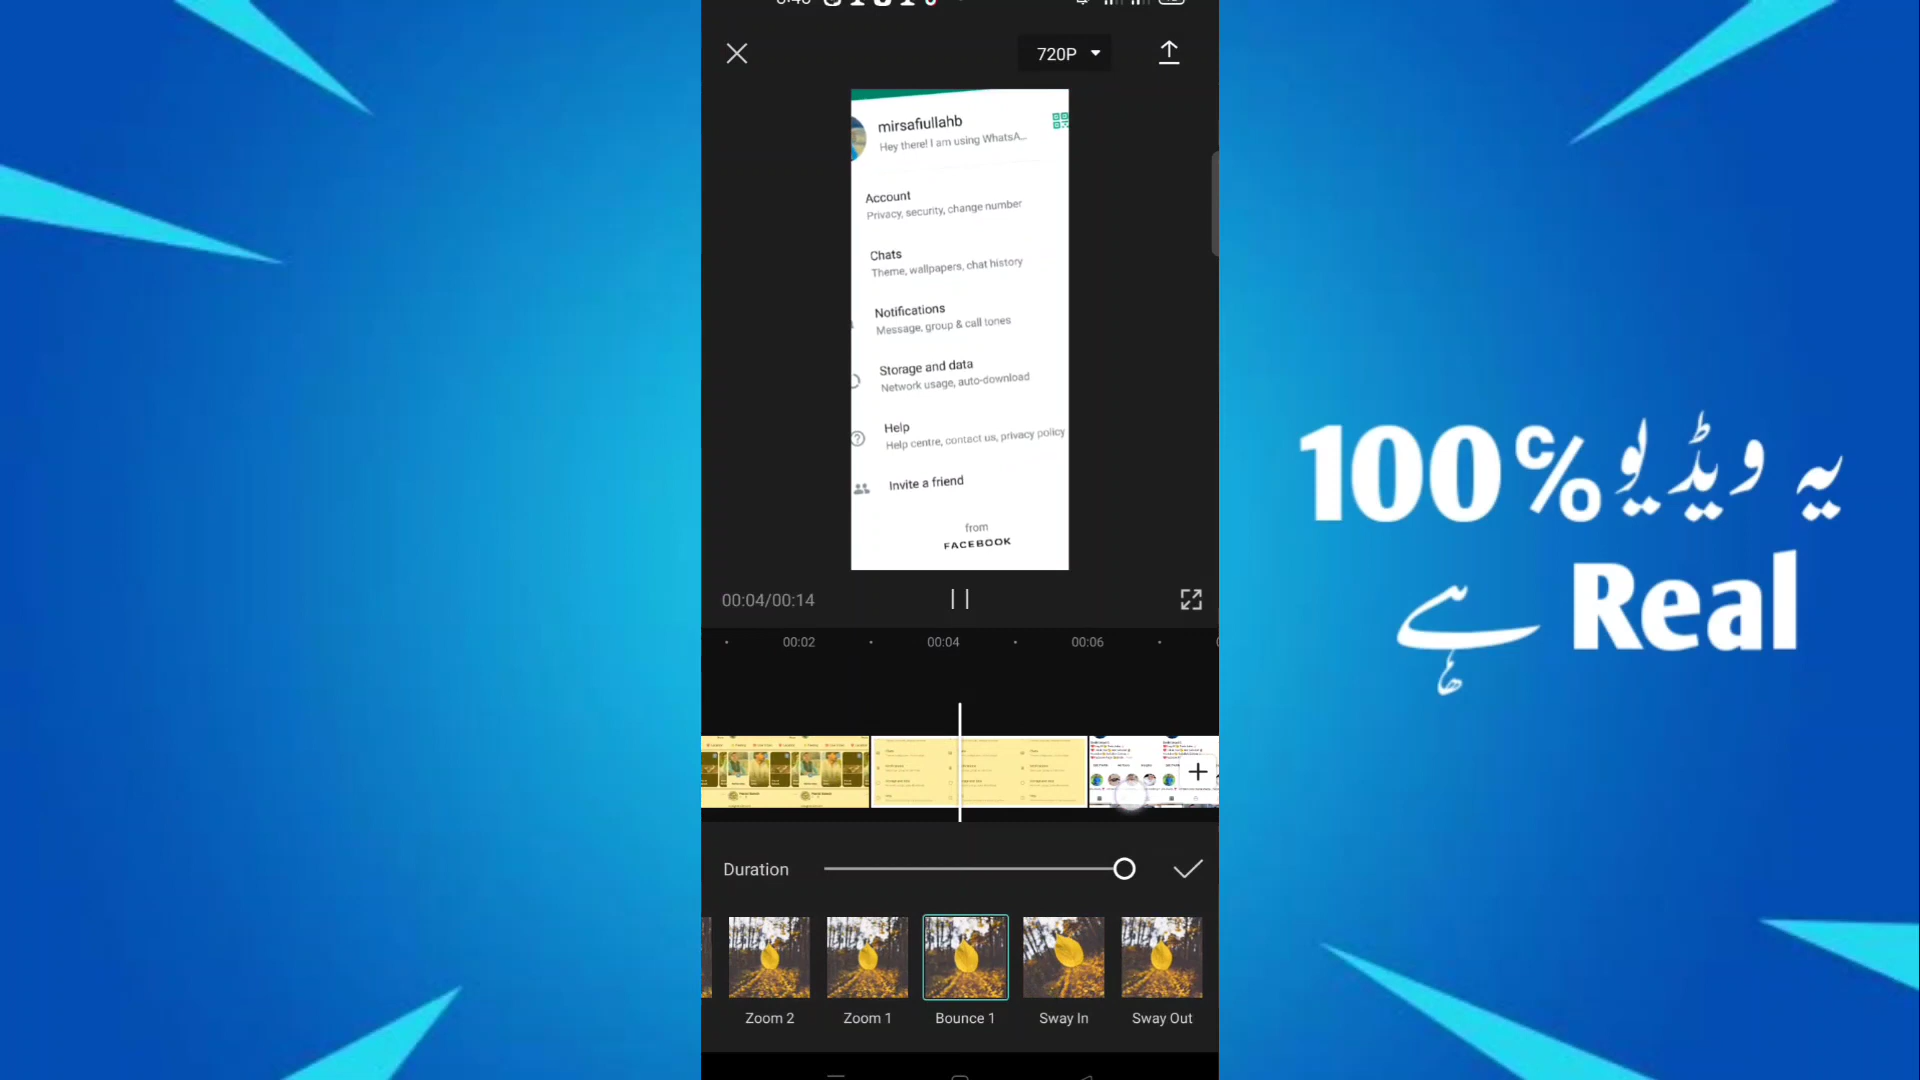 720P
mirsafiullahb
Hey there! I am using WhatsA...
Account
Privacy, security, change number
Chats
Theme, wallpapers, chat history
Notifications
Message, group & call tones
Storage and data
Network usage, auto-download
Help
Help centre, contact us, privacy policy
Invite a friend
from
FACEBOOK
00:04/00:14
00:02
00:04
00:06
Duration
Zoom 2
Zoom 1
Bounce 1
Sway In
Sway Out
یہ ویڈیو 100%
Real ہے